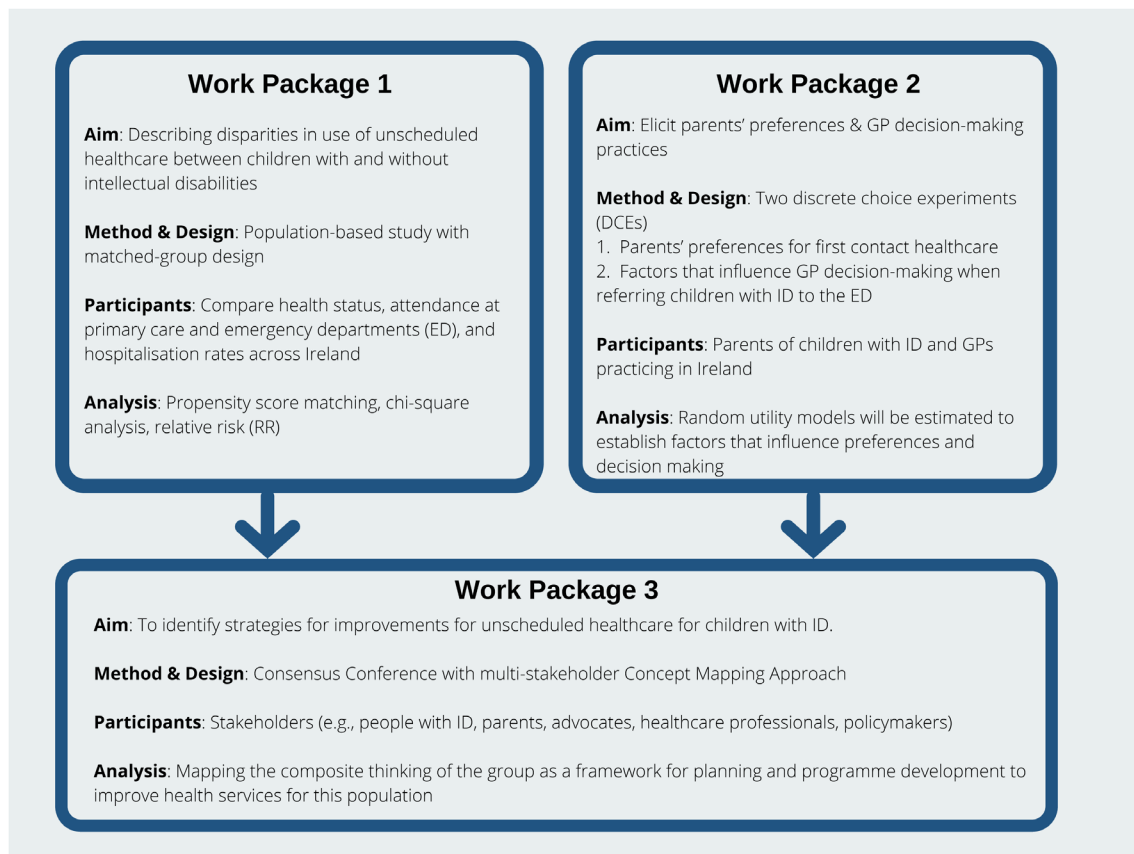 Work Package 1
Aim: Describing disparities in use of unscheduled
healthcare between children with and without
intellectual disabilities
Method & Design: Population-based study with
matched-group design
Participants: Compare health status, attendance at
primary care and emergency departments (ED), and
hospitalisation rates across Ireland
Analysis: Propensity score matching, chi-square
analysis, relative risk (RR)
Work Package 2
Aim: Elicit parents’ preferences & GP decision-making
practices
Method & Design: Two discrete choice experiments
(DCEs)
1. Parents’ preferences for first contact healthcare
2. Factors that influence GP decision-making when
referring children with ID to the ED
Participants: Parents of children with ID and GPs
practicing in Ireland
Analysis: Random utility models will be estimated to
establish factors that influence preferences and
decision making
Work Package 3
Aim: To identify strategies for improvements for unscheduled healthcare for children with ID.
Method & Design: Consensus Conference with multi-stakeholder Concept Mapping Approach
Participants: Stakeholders (e.g., people with ID, parents, advocates, healthcare professionals, policymakers)
Analysis: Mapping the composite thinking of the group as a framework for planning and programme development to
improve health services for this population